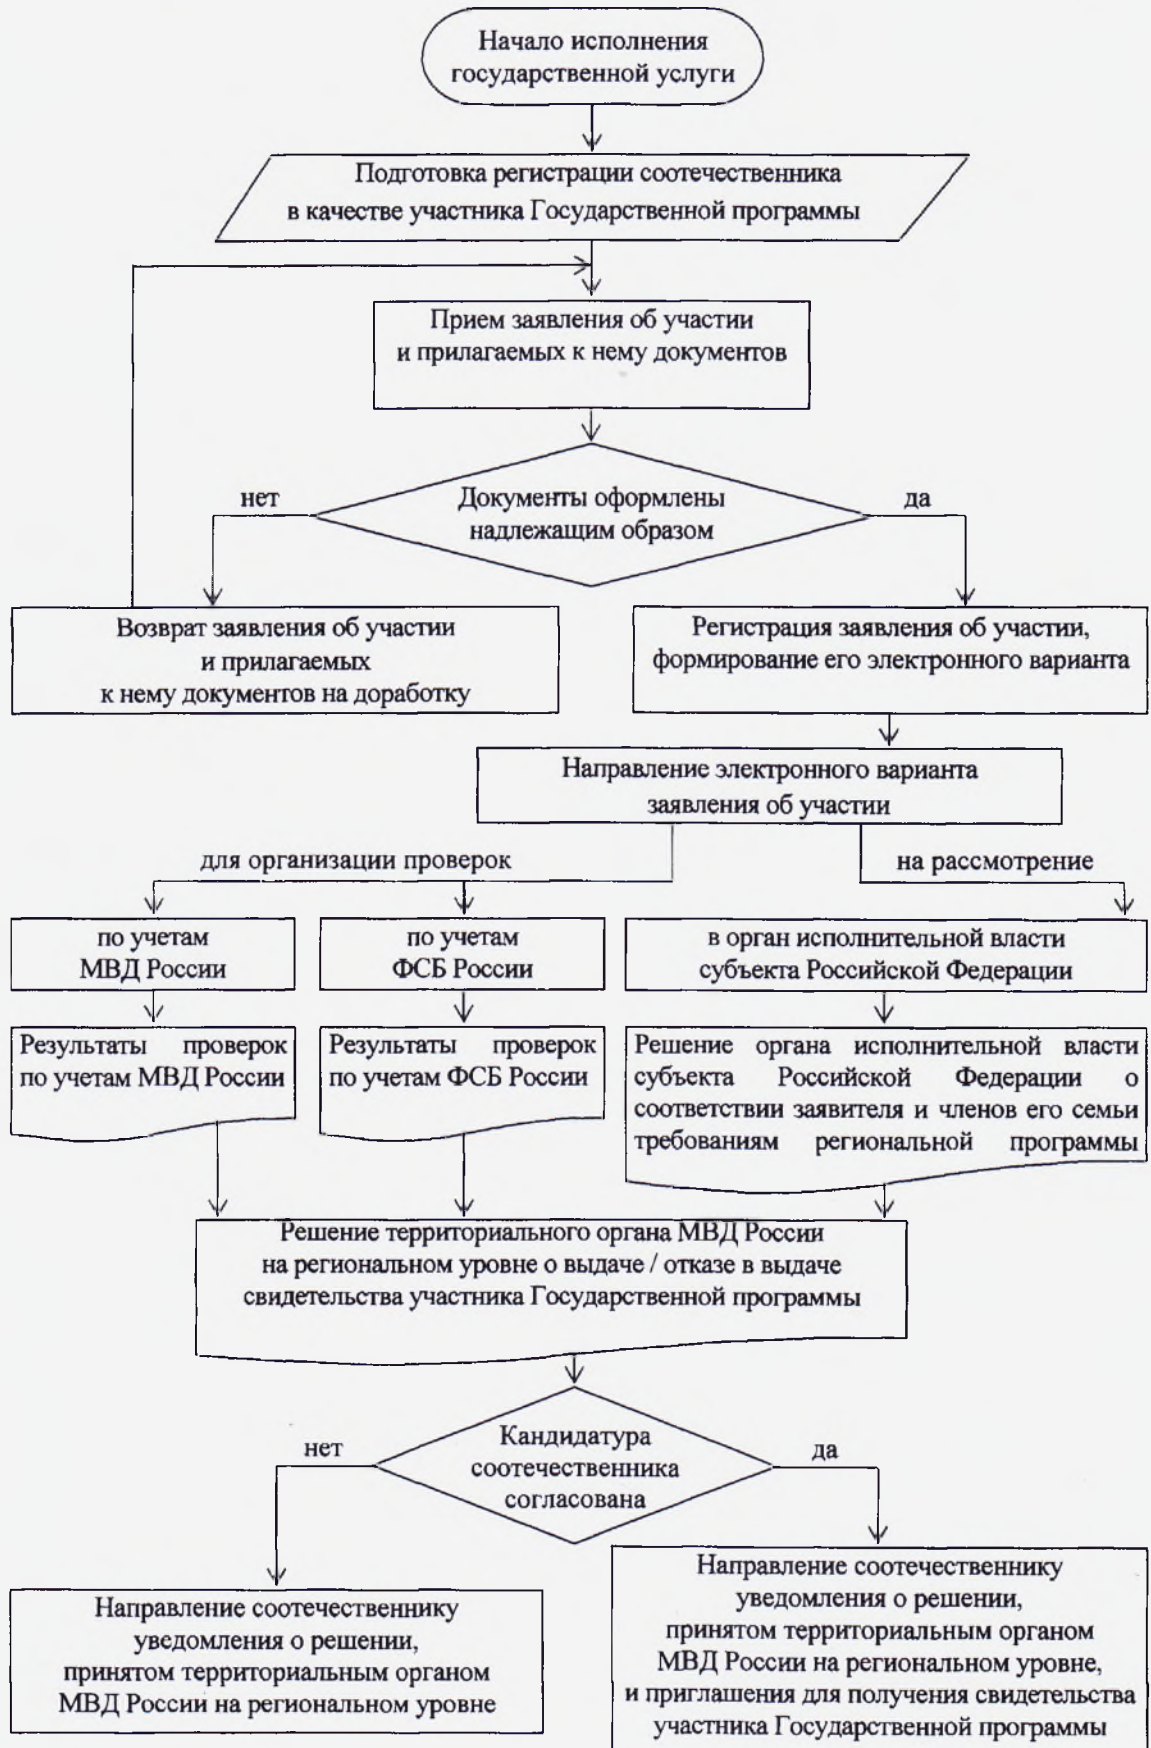 Начало исполнения
государственной услуги
Подготовка регистрации соотечественника
в качестве участника Государственной программы
Прием заявления об участии
и прилагаемых к нему документов
нет
Документы оформлены
надлежащим образом
да
Возврат заявления об участии
и прилагаемых
к нему документов на доработку
Регистрация заявления об участии,
формирование его электронного варианта
Направление электронного варианта
заявления об участии
для организации проверок
на рассмотрение
по учетам
МВД России
по учетам
ФСБ России
в орган исполнительной власти
субъекта Российской Федерации
Результаты проверок
по учетам МВД России
Результаты проверок
по учетам ФСБ России
Решение органа исполнительной власти
субъекта Российской Федерации о
соответствии заявителя и членов его семьи
требованиям региональной программы
Решение территориального органа МВД России
на региональном уровне о выдаче / отказе в выдаче
свидетельства участника Государственной программы
нет
Кандидатура
соотечественника
согласована
да
Направление соотечественнику
уведомления о решении,
принятом территориальным органом
МВД России на региональном уровне
Направление соотечественнику
уведомления о решении,
принятом территориальным органом
МВД России на региональном уровне,
и приглашения для получения свидетельства
участника Государственной программы